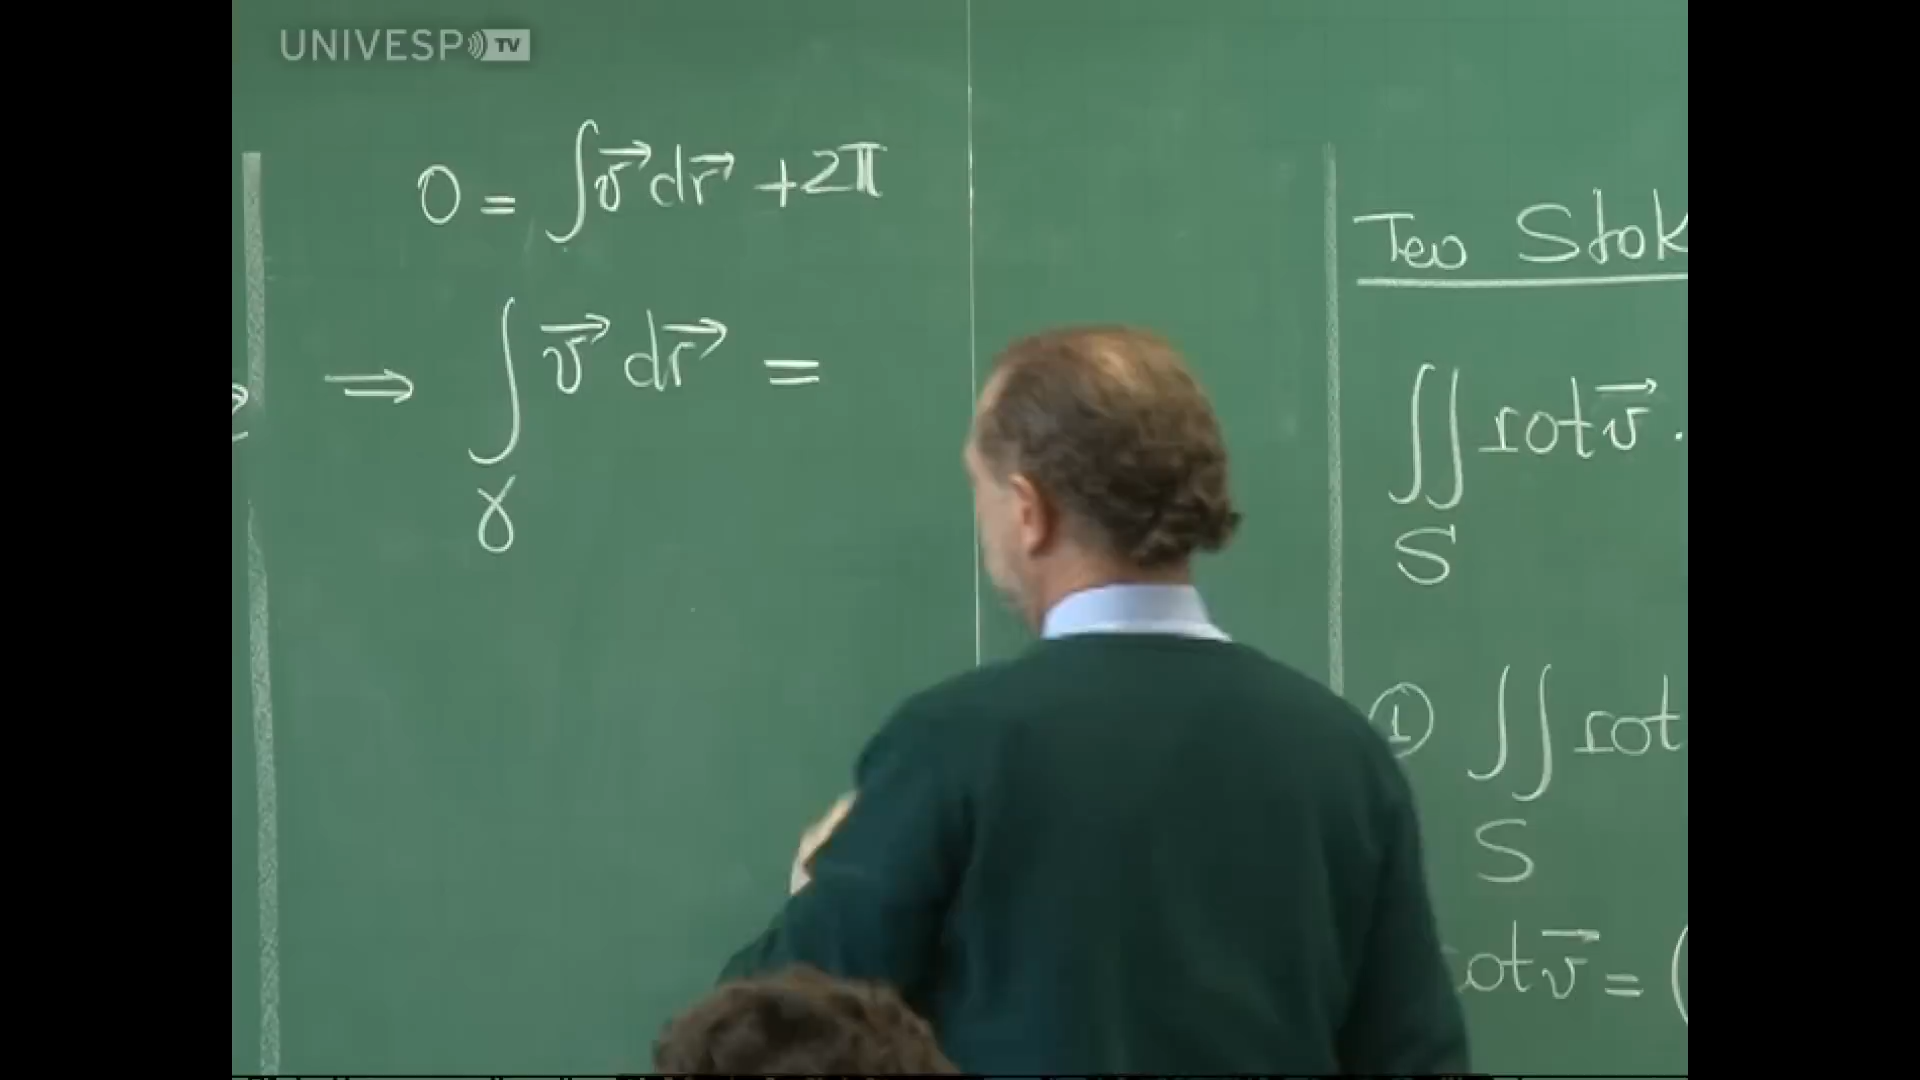 UNIVESP TV
0 = ∫ v⃗ dr⃗ + 2π
⇒ ∫ v⃗ dr⃗ =
γ
Teo Stok
∬ rot v⃗ ·
S
① ∬ rot
S
rot v⃗ = (